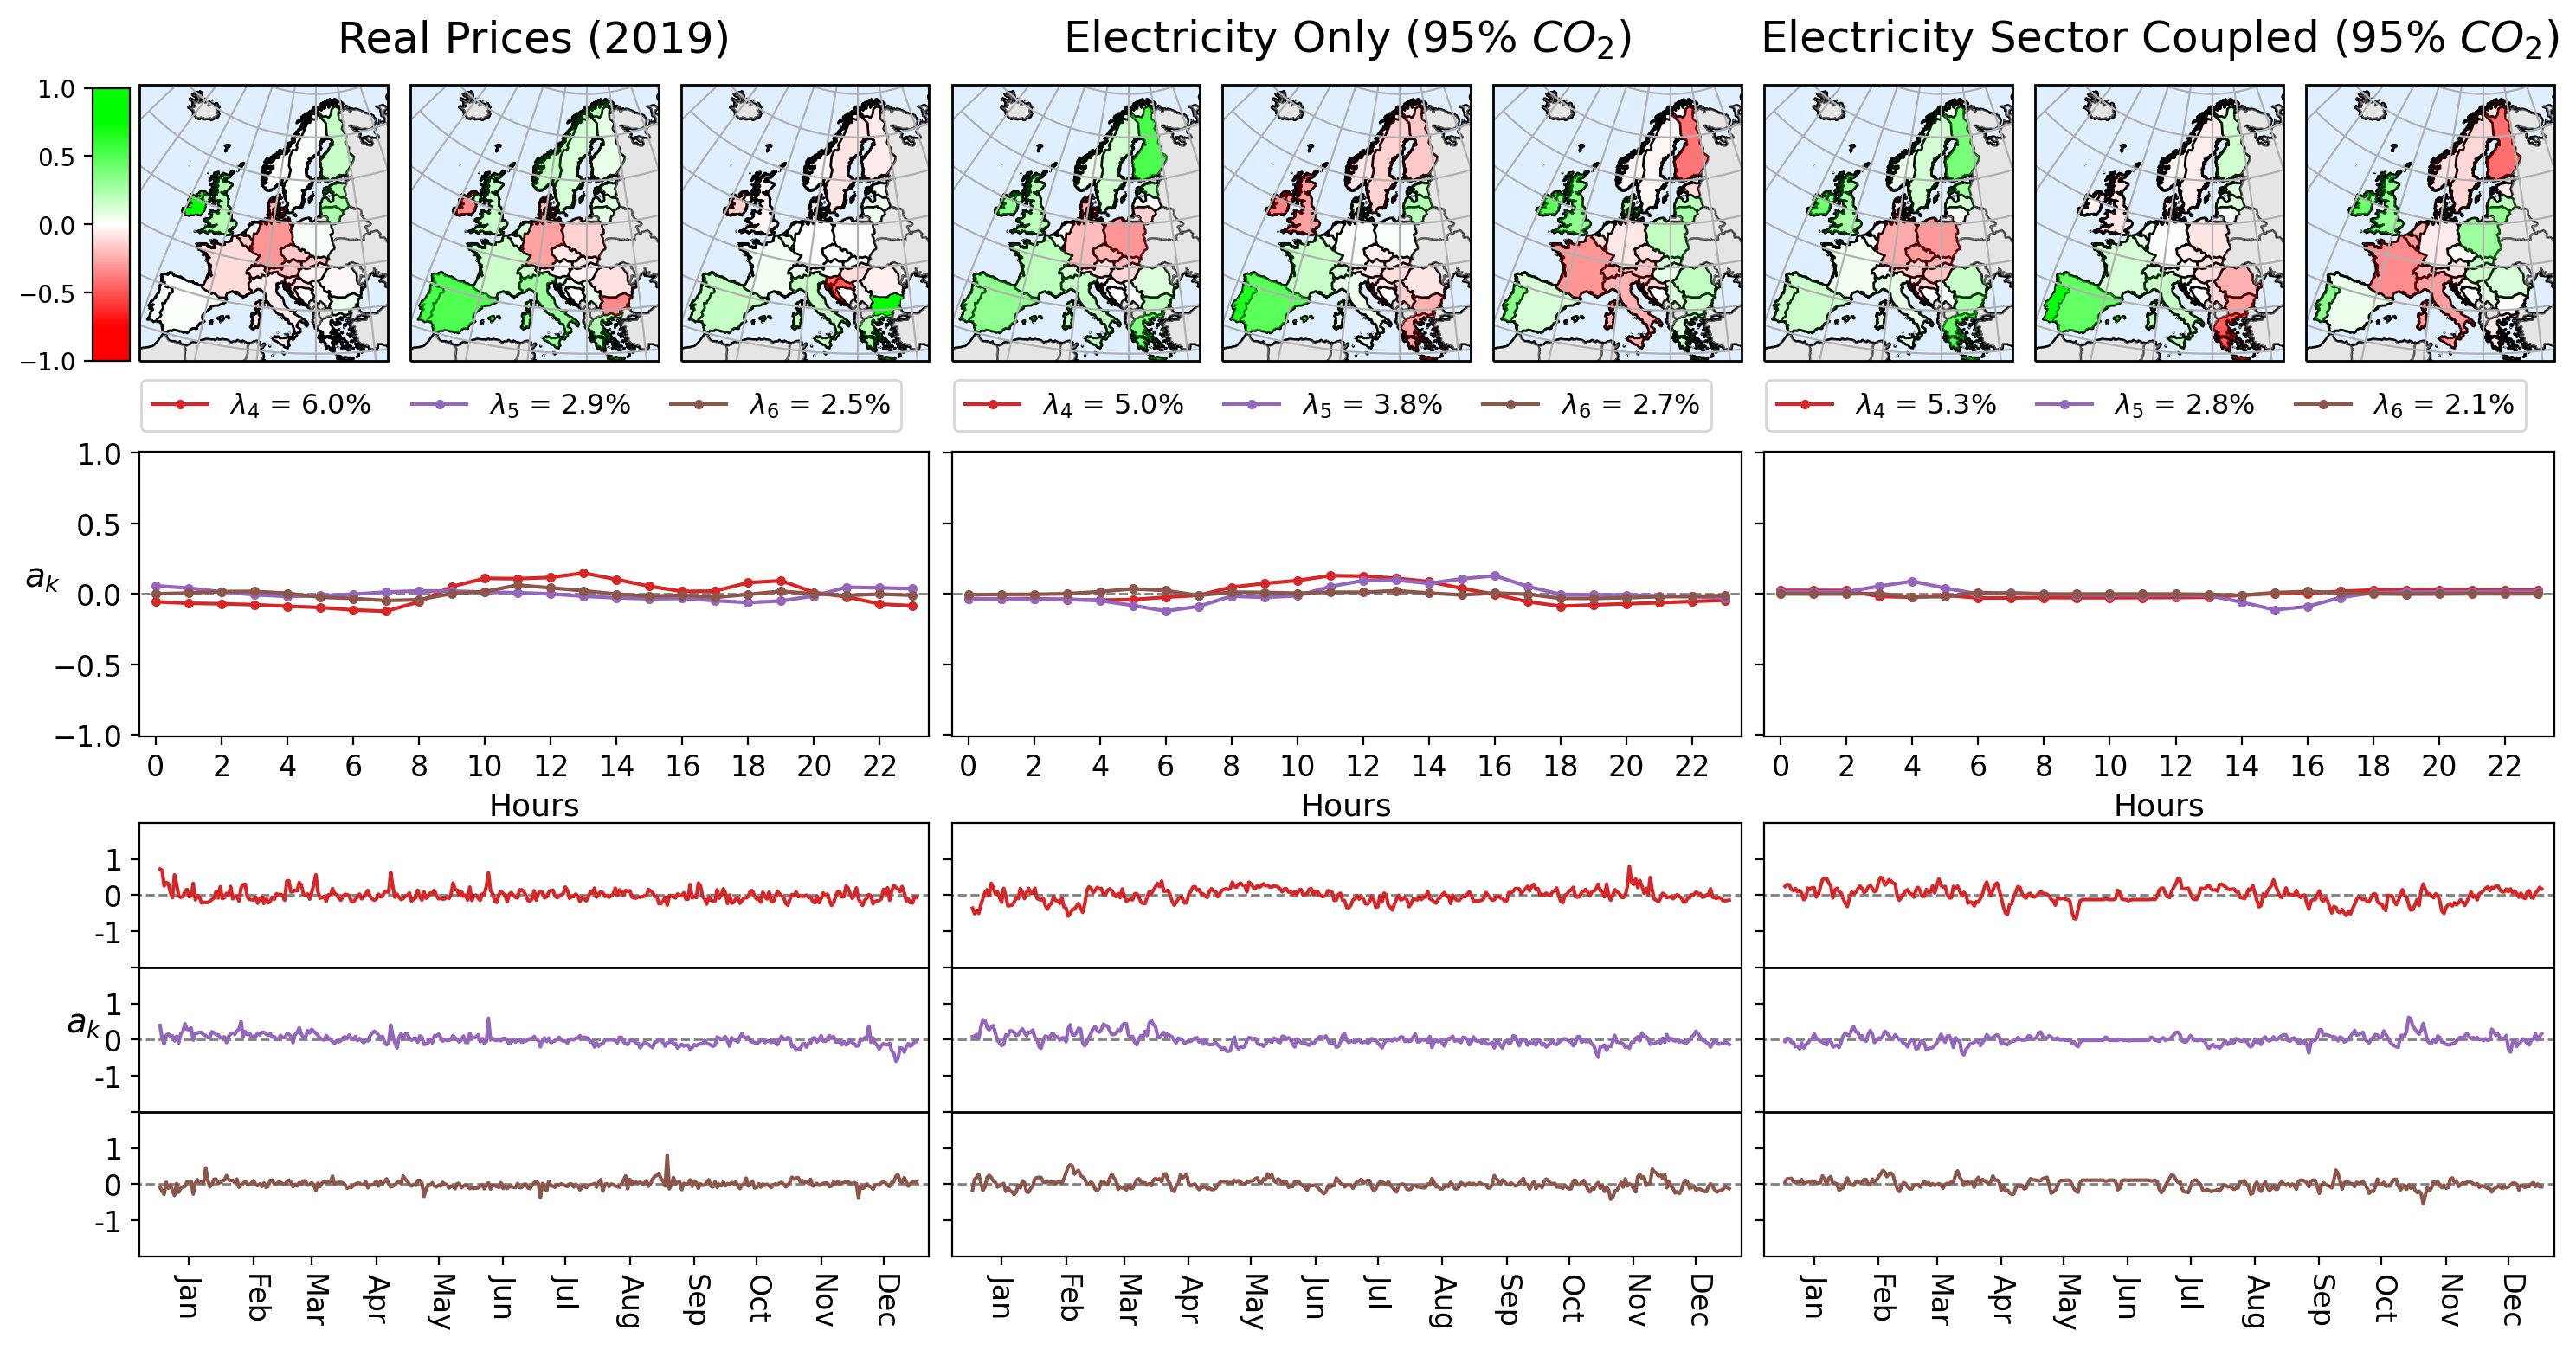 Real Prices (2019)
Electricity Only (95% CO₂)
Electricity Sector Coupled (95% CO₂)
1.0
0.5
0.0
−0.5
−1.0
λ₄ = 6.0% λ₅ = 2.9% λ₆ = 2.5%
λ₄ = 5.0% λ₅ = 3.8% λ₆ = 2.7%
λ₄ = 5.3% λ₅ = 2.8% λ₆ = 2.1%
1.0
0.5
0.0
−0.5
−1.0
aₖ
0 2 4 6 8 10 12 14 16 18 20 22
0 2 4 6 8 10 12 14 16 18 20 22
0 2 4 6 8 10 12 14 16 18 20 22
Hours
Hours
Hours
1
0
-1
1
0
-1
aₖ
1
0
-1
Jan Feb Mar Apr May Jun Jul Aug Sep Oct Nov Dec
Jan Feb Mar Apr May Jun Jul Aug Sep Oct Nov Dec
Jan Feb Mar Apr May Jun Jul Aug Sep Oct Nov Dec